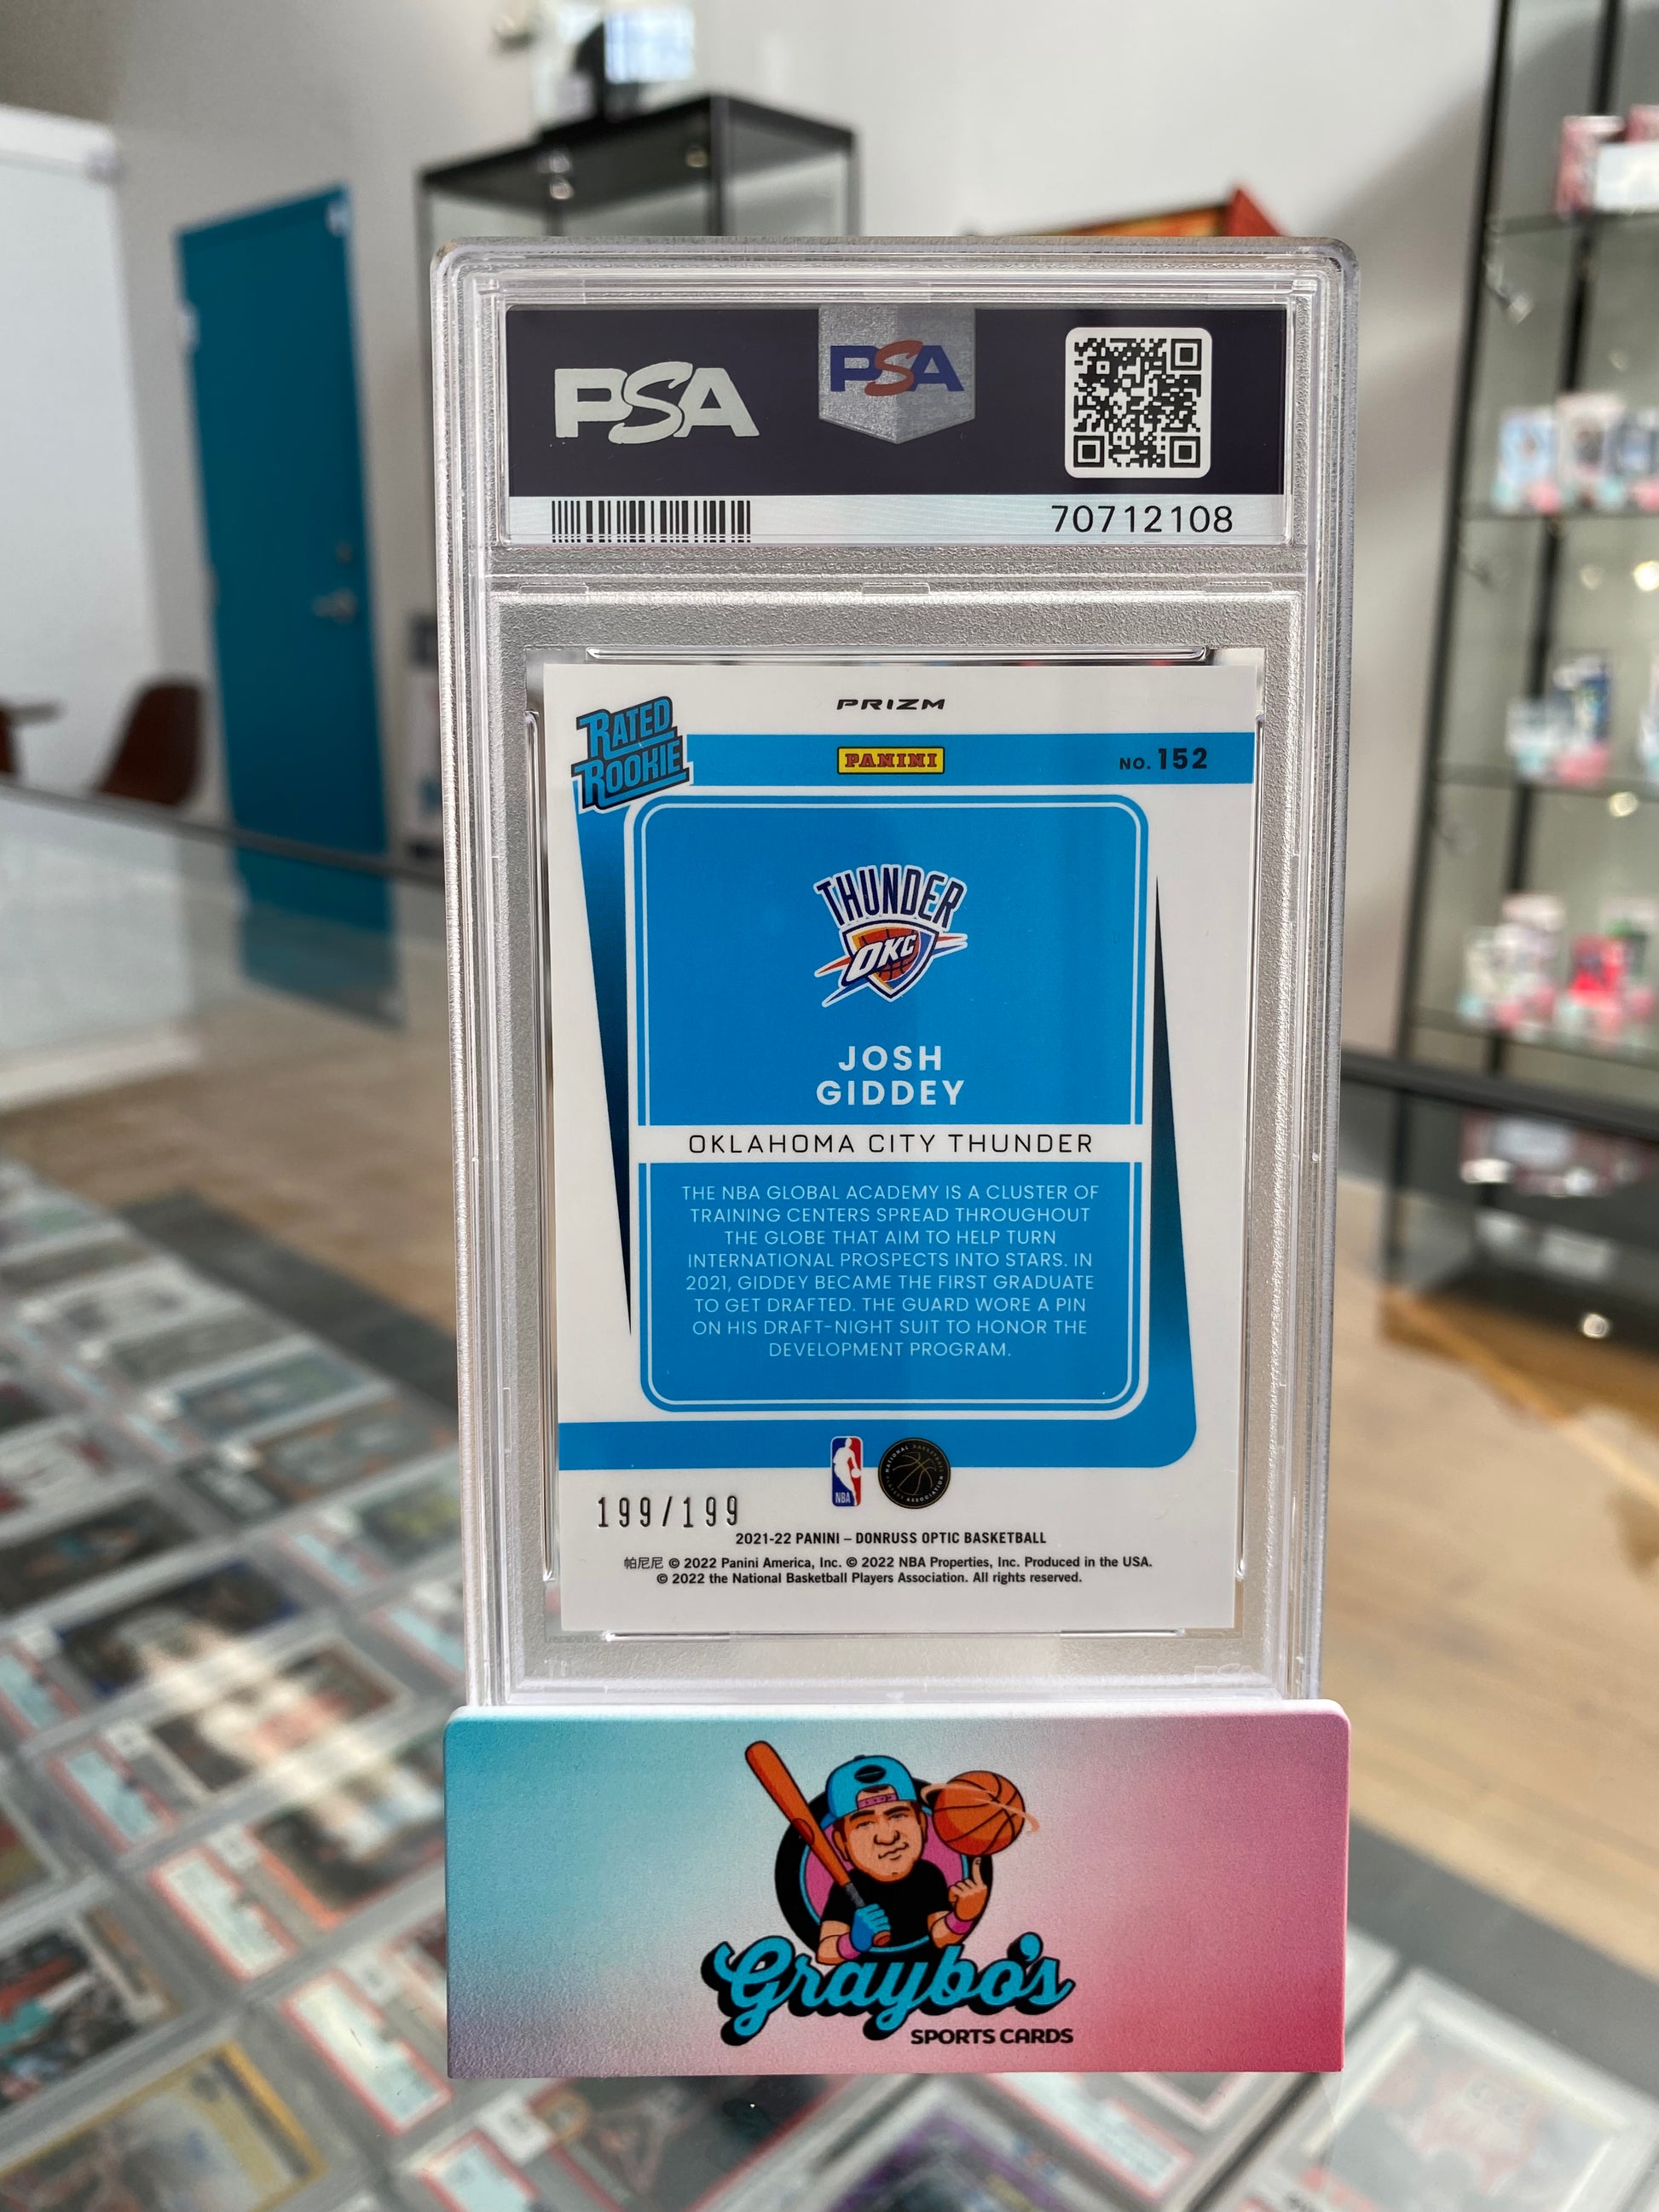 PSA
PSA
70712108
PRIZM
RATED
ROOKIE
PANINI
NO. 152
THUNDER
OKC
JOSH
GIDDEY
OKLAHOMA CITY THUNDER
THE NBA GLOBAL ACADEMY IS A CLUSTER OF
TRAINING CENTERS SPREAD THROUGHOUT
THE GLOBE THAT AIM TO HELP TURN
INTERNATIONAL PROSPECTS INTO STARS. IN
2021, GIDDEY BECAME THE FIRST GRADUATE
TO GET DRAFTED. THE GUARD WORE A PIN
ON HIS DRAFT-NIGHT SUIT TO HONOR THE
DEVELOPMENT PROGRAM.
NBA
199/199
2021-22 PANINI – DONRUSS OPTIC BASKETBALL
帕尼尼 © 2022 Panini America, Inc. © 2022 NBA Properties, Inc. Produced in the USA.
© 2022 the National Basketball Players Association. All rights reserved.
Graybo's
SPORTS CARDS